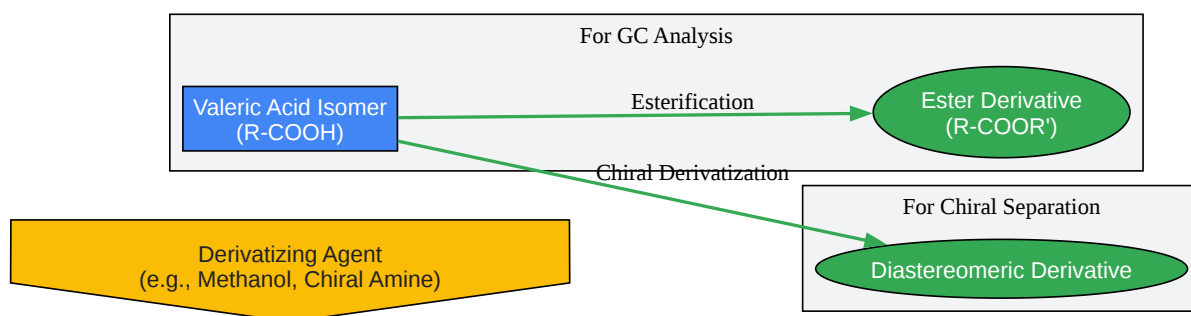 For GC Analysis
Valeric Acid Isomer
(R-COOH)
Esterification
Ester Derivative
(R-COOR')
Chiral Derivatization
For Chiral Separation
Diastereomeric Derivative
Derivatizing Agent
(e.g., Methanol, Chiral Amine)